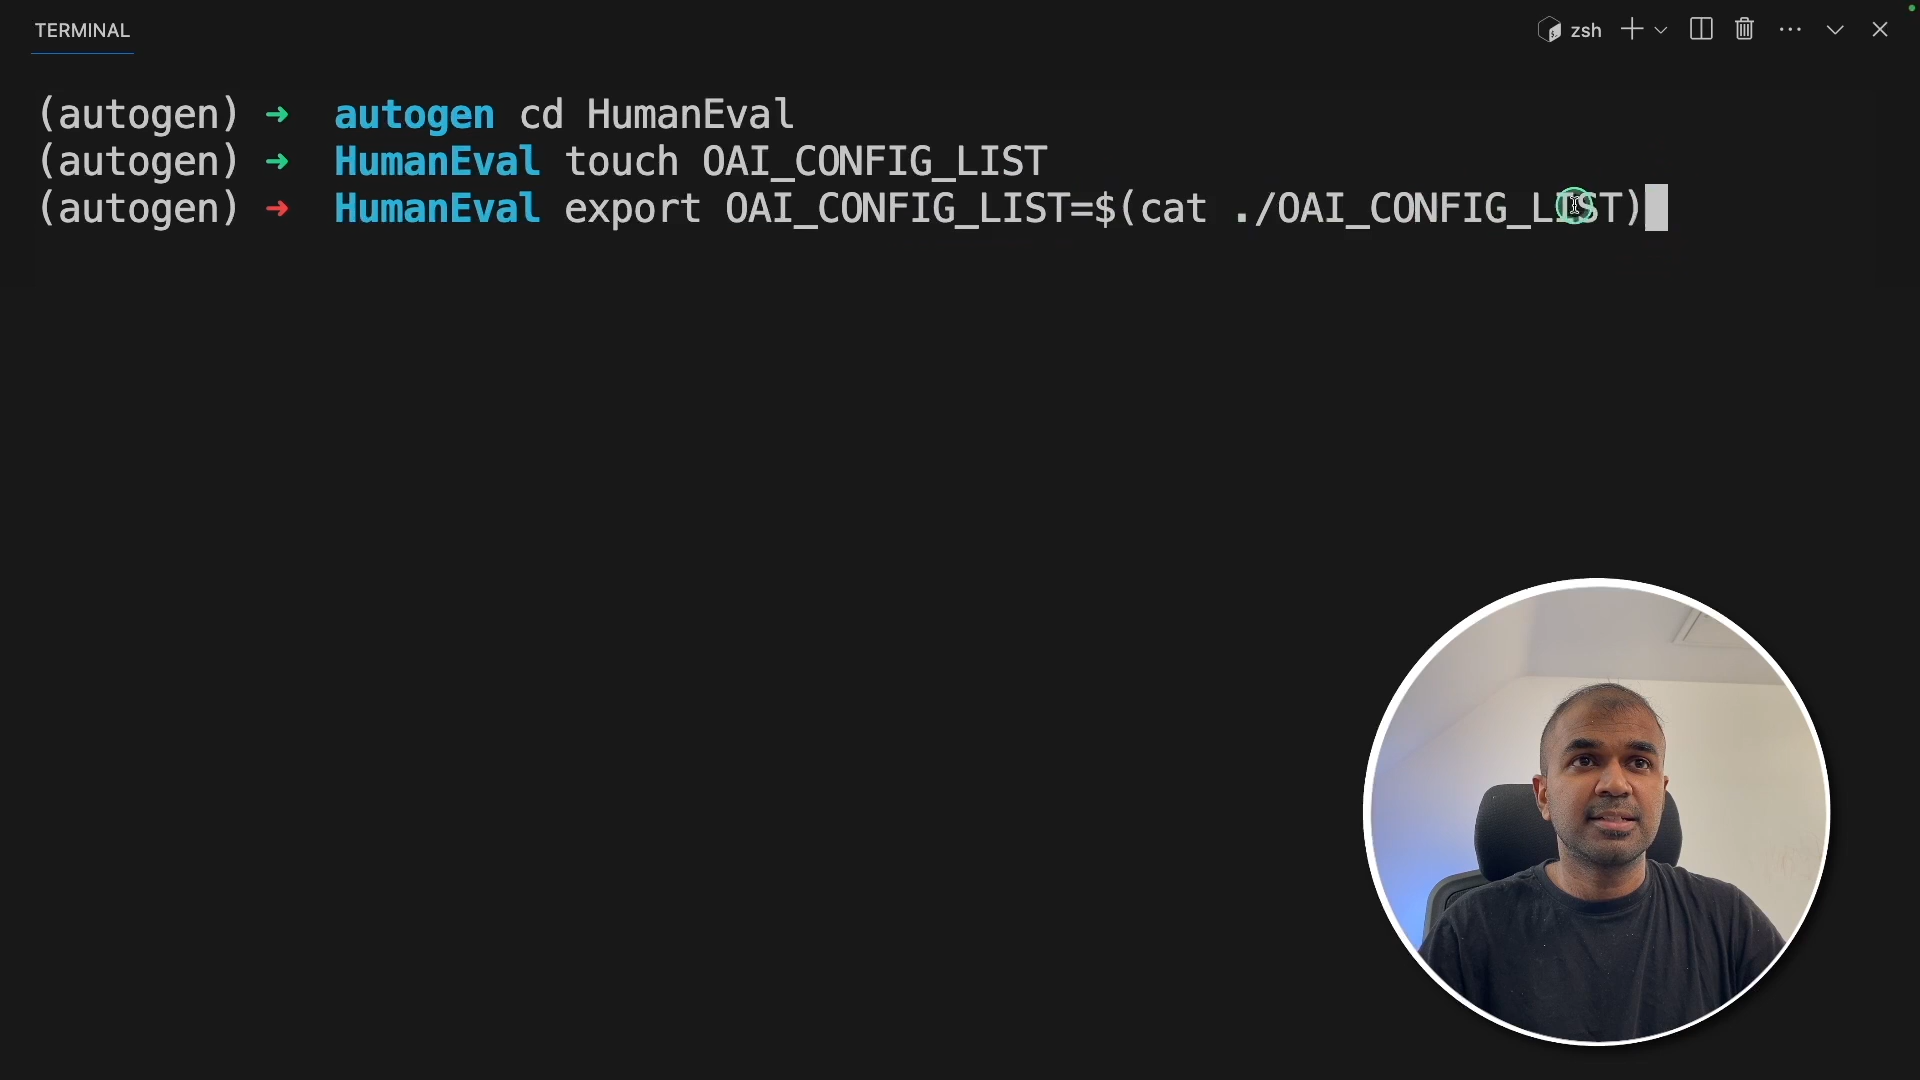 TERMINAL
zsh
(autogen) ➜ autogen cd HumanEval
(autogen) ➜ HumanEval touch OAI_CONFIG_LIST
(autogen) ➜ HumanEval export OAI_CONFIG_LIST=$(cat ./OAI_CONFIG_LIST)